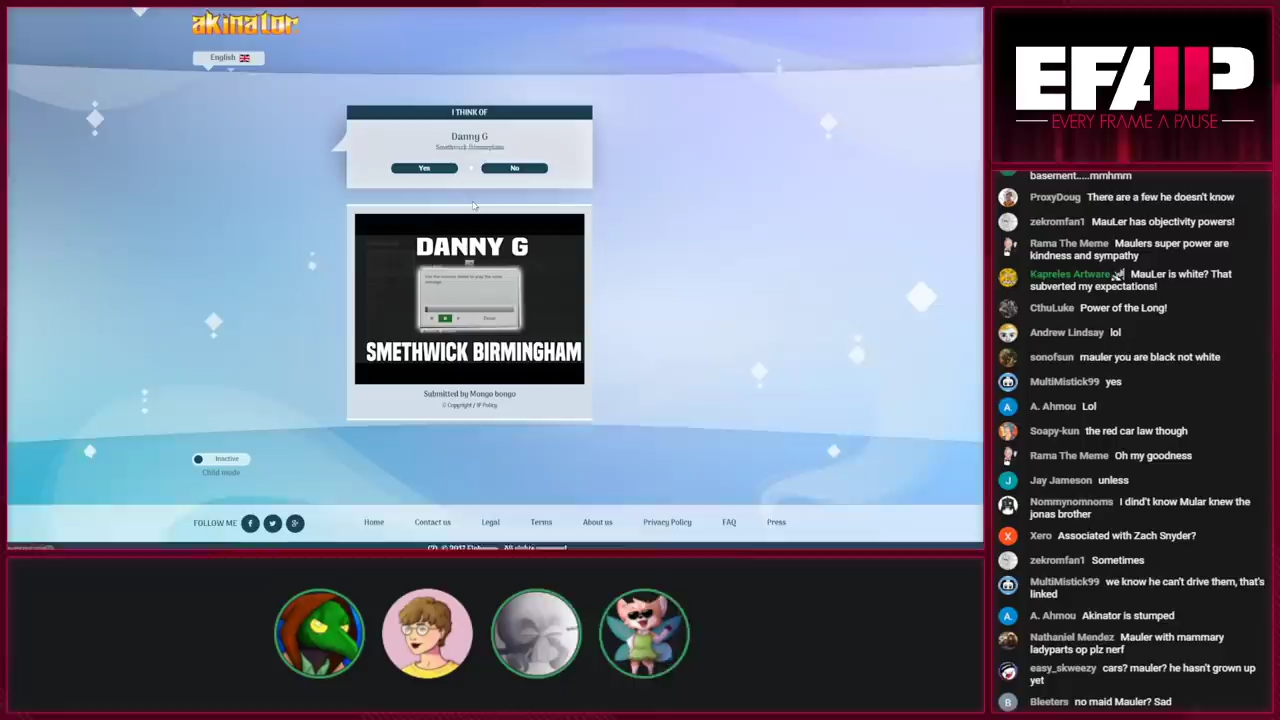 akinator
English
I THINK OF
Danny G
Smethwick Birmingham
Yes
No
DANNY G
Pause
SMETHWICK BIRMINGHAM
Submitted by Mongo bongo
© Copyright / IP Policy
Inactive
Child mode
FOLLOW ME
Home
Contact us
Legal
Terms
About us
Privacy Policy
FAQ
Press
EFAP
EVERY FRAME A PAUSE
basement.....mmhmm
ProxyDoug There are a few he doesn't know
zekromfan1 MauLer has objectivity powers!
Rama The Meme Maulers super power are
kindness and sympathy
Kapreles Artware MauLer is white? That
subverted my expectations!
CthuLuke Power of the Long!
Andrew Lindsay lol
sonofsun mauler you are black not white
MultiMistick99 yes
A. A. Ahmou Lol
Soapy-kun the red car law though
Rama The Meme Oh my goodness
J Jay Jameson unless
Nommynomnoms I dind't know Mular knew the
jonas brother
X Xero Associated with Zach Snyder?
zekromfan1 Sometimes
MultiMistick99 we know he can't drive them, that's
linked
A. A. Ahmou Akinator is stumped
Nathaniel Mendez Mauler with mammary
ladyparts op plz nerf
easy_skweezy cars? mauler? he hasn't grown up
yet
B Bleeters no maid Mauler? Sad